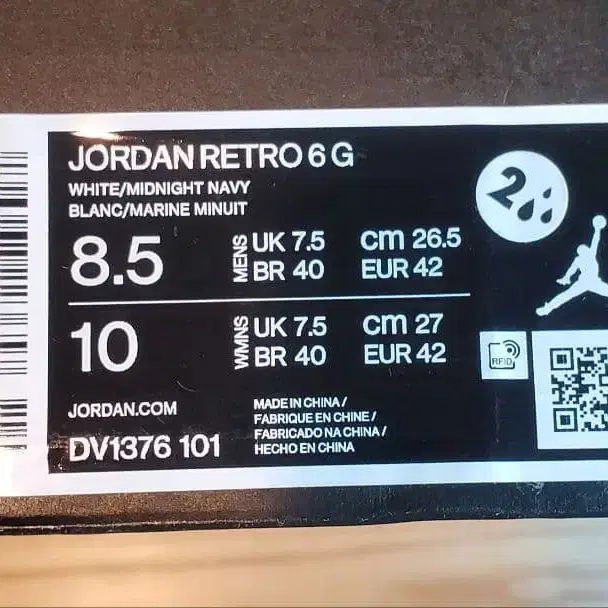 JORDAN RETRO 6 G
WHITE/MIDNIGHT NAVY
BLANC/MARINE MINUIT
8.5 MENS UK 7.5 cm 26.5
BR 40 EUR 42
10 WMNS UK 7.5 cm 27
BR 40 EUR 42
JORDAN.COM
DV1376 101
MADE IN CHINA /
FABRIQUE EN CHINE /
FABRICADO NA CHINA /
HECHO EN CHINA
2
RFID